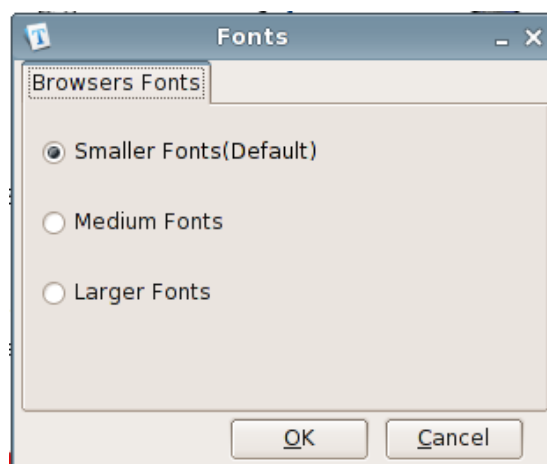 Fonts
Browsers Fonts
Smaller Fonts(Default)
Medium Fonts
Larger Fonts
OK Cancel